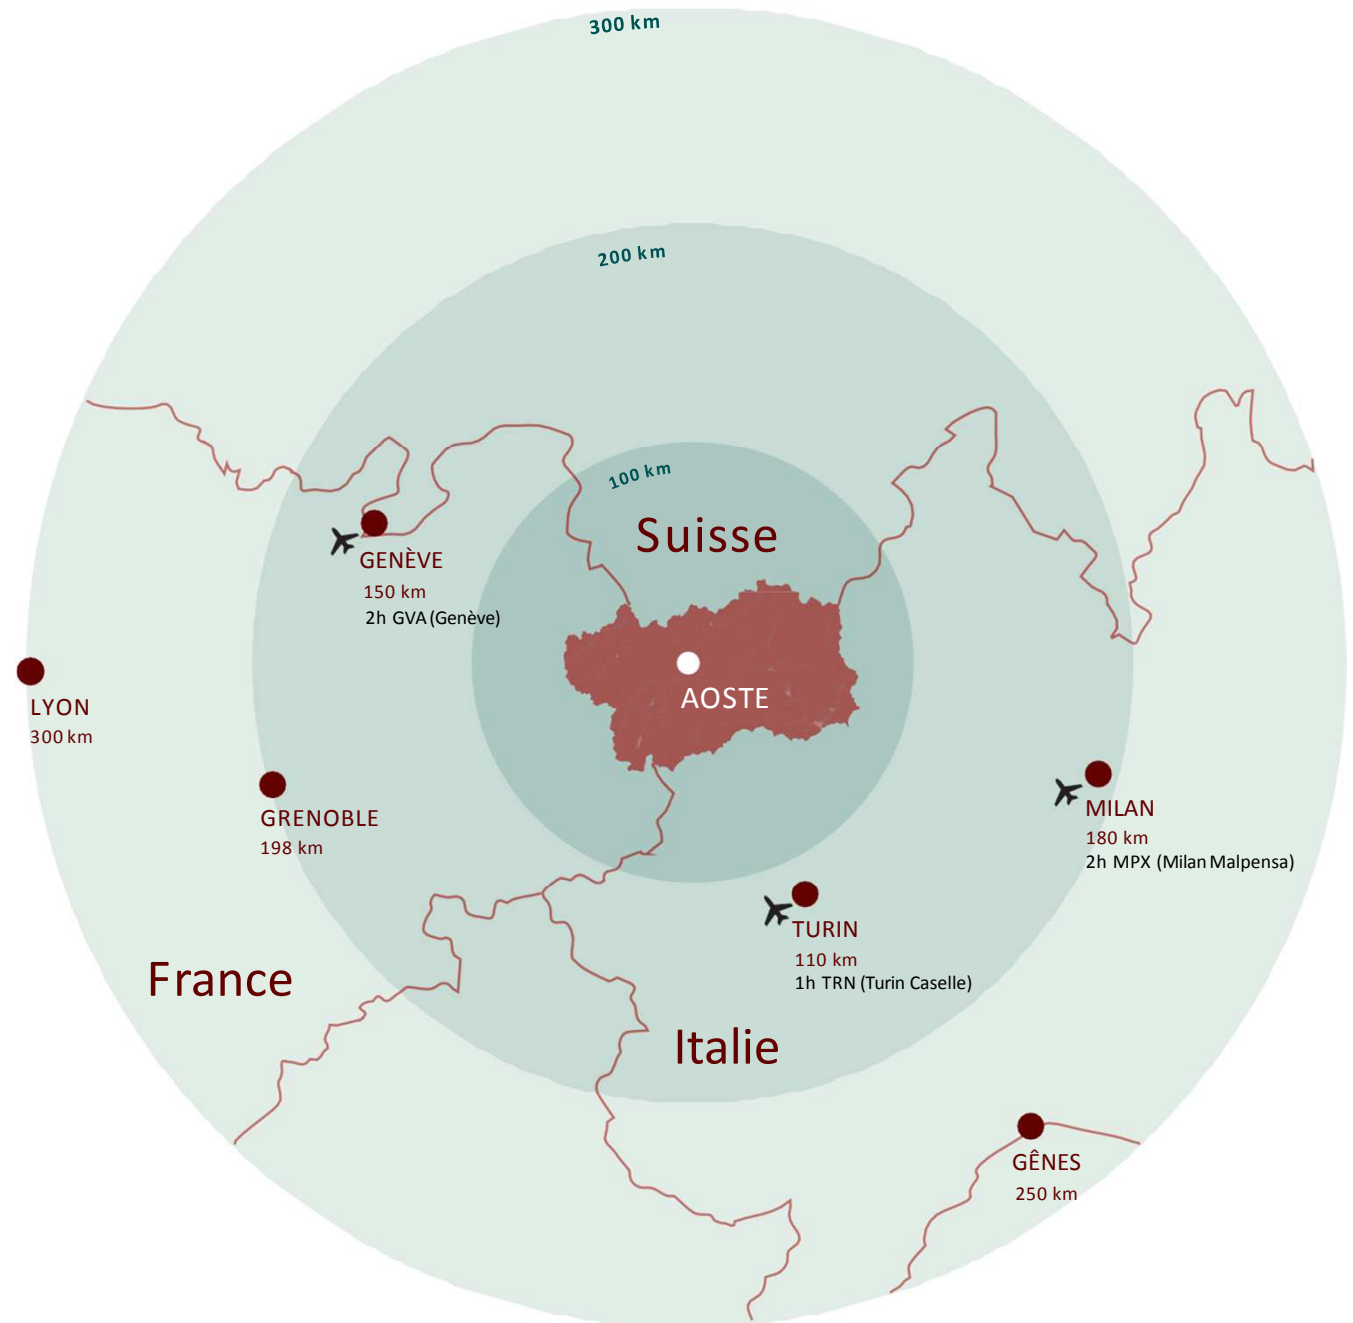 300 km
200 km
100 km
Suisse
GENÈVE
150 km
2h GVA (Genève)
AOSTE
LYON
300 km
GRENOBLE
198 km
MILAN
180 km
2h MPX (Milan Malpensa)
TURIN
110 km
1h TRN (Turin Caselle)
France
Italie
GÊNES
250 km